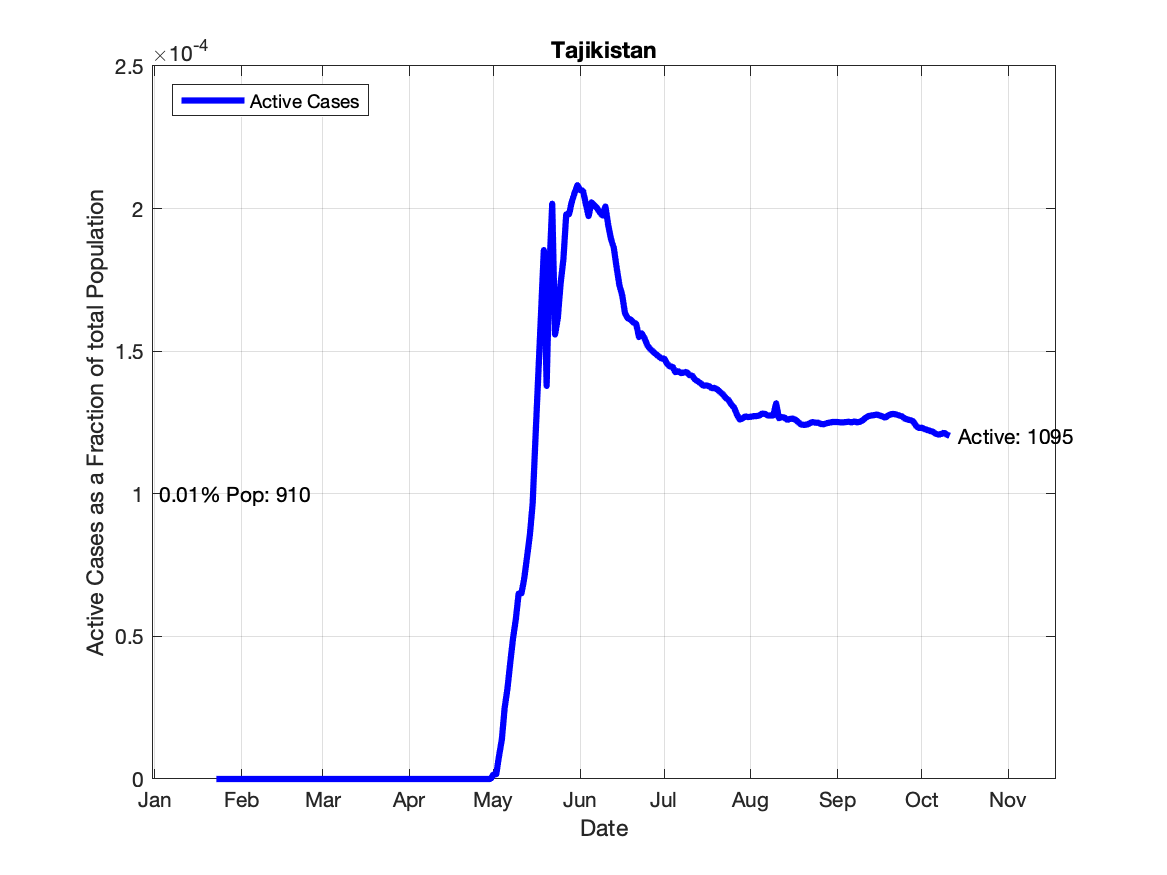 Tajikistan
×10^-4
2.5
2
1.5
1
0.5
0
Active Cases
0.01% Pop: 910
Active: 1095
Active Cases as a Fraction of total Population
Jan Feb Mar Apr May Jun Jul Aug Sep Oct Nov
Date